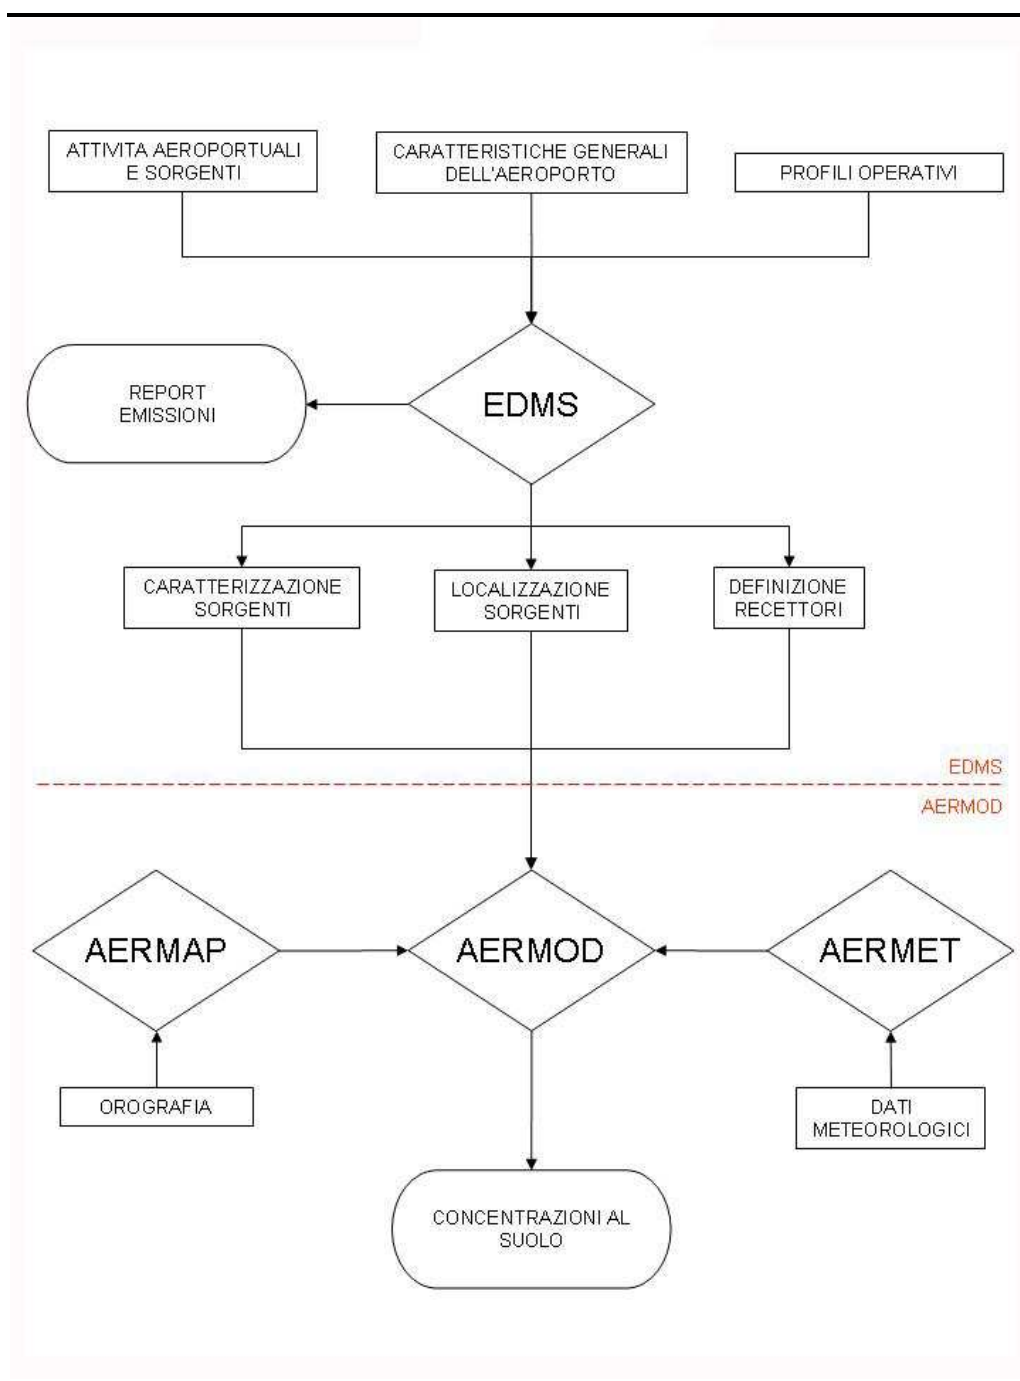 ATTIVITA AEROPORTUALI
E SORGENTI
CARATTERISTICHE GENERALI
DELL'AEROPORTO
PROFILI OPERATIVI
REPORT
EMISSIONI
EDMS
CARATTERIZZAZIONE
SORGENTI
LOCALIZZAZIONE
SORGENTI
DEFINIZIONE
RECETTORI
EDMS
AERMOD
AERMAP
AERMOD
AERMET
OROGRAFIA
DATI
METEOROLOGICI
CONCENTRAZIONI AL
SUOLO